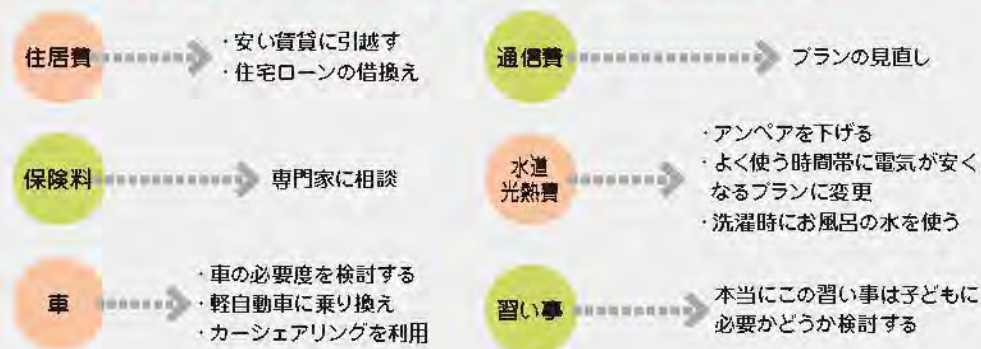 住居費
・安い賃貸に引越す
・住宅ローンの借換え
通信費
プランの見直し
保険料
専門家に相談
水道
光熱費
・アンペアを下げる
・よく使う時間帯に電気が安く
なるプランに変更
・洗濯時にお風呂の水を使う
車
・車の必要度を検討する
・軽自動車に乗り換え
・カーシェアリングを利用
習い事
本当にこの習い事は子どもに
必要かどうか検討する